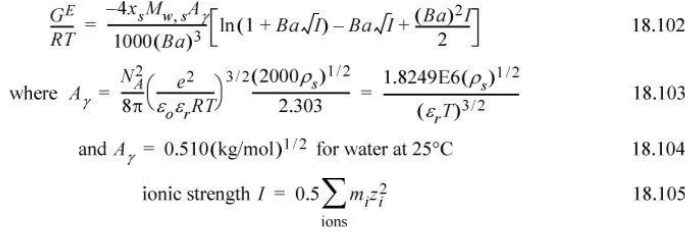 G^E/RT = −4x_s M_{w, s} A_γ / 1000(Ba)^3 [ln(1 + Ba√I) − Ba√I + (Ba)^2 I / 2] 18.102
where A_γ = N_A^2/8π (e^2/ε_o ε_r RT)^{3/2} (2000ρ_s)^{1/2}/2.303 = 1.8249E6(ρ_s)^{1/2}/(ε_r T)^{3/2} 18.103
and A_γ = 0.510(kg/mol)^{1/2} for water at 25°C 18.104
ionic strength I = 0.5 ∑ m_i z_i^2 18.105
ions